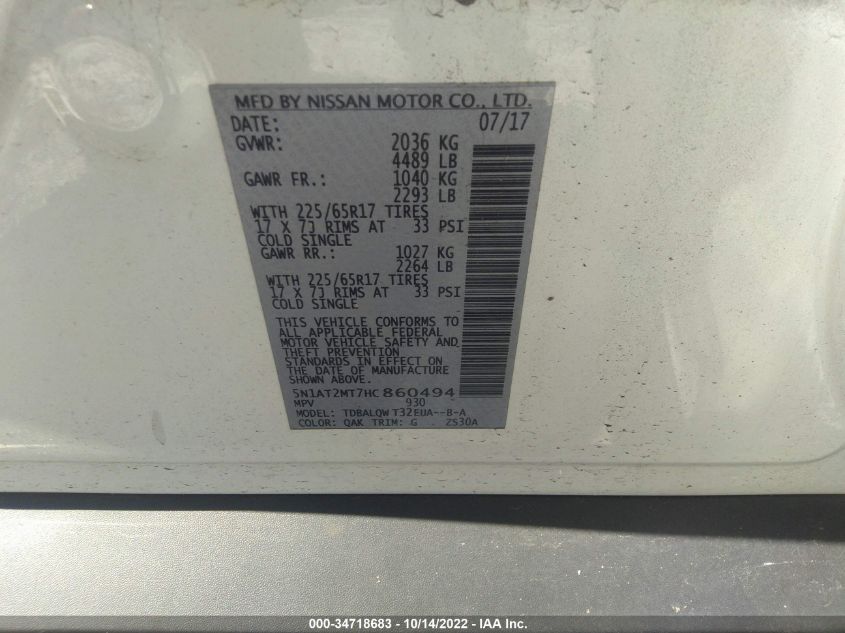 MFD BY NISSAN MOTOR CO., LTD.
DATE: 07/17
GVWR: 2036 KG
4489 LB
GAWR FR.: 1040 KG
2293 LB
WITH 225/65R17 TIRES
17 X 7J RIMS AT 33 PSI
COLD SINGLE
GAWR RR.: 1027 KG
2264 LB
WITH 225/65R17 TIRES
17 X 7J RIMS AT 33 PSI
COLD SINGLE
THIS VEHICLE CONFORMS TO
ALL APPLICABLE FEDERAL
MOTOR VEHICLE SAFETY AND
THEFT PREVENTION
STANDARDS IN EFFECT ON
THE DATE OF MANUFACTURE
SHOWN ABOVE.
5N1AT2MT7HC860494
MPV 930
MODEL: TDBALQWT32EUA--B-A
COLOR: QAK TRIM: G ZS30A
000-34718683 - 10/14/2022 - IAA Inc.